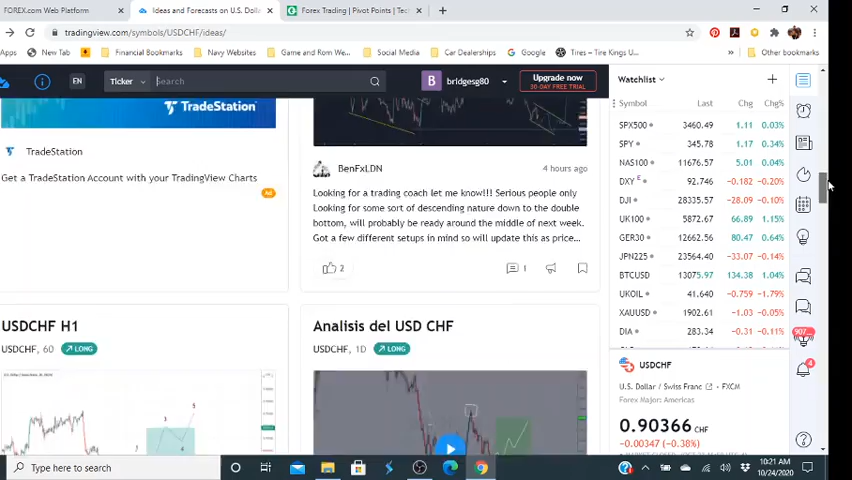 FOREX.com Web Platform
Ideas and Forecasts on U.S. Dolla
Forex Trading | Pivot Points | Tec
tradingview.com/symbols/USDCHF/ideas/
Apps
New Tab
Financial Bookmarks
Navy Websites
Game and Rom We...
Social Media
Car Dealerships
Google
Tires – Tire Kings U...
Other bookmarks
EN
Ticker
Search
B
bridgesg80
Upgrade now
30-DAY FREE TRIAL
TradeStation
TradeStation
Get a TradeStation Account with your TradingView Charts
Ad
BenFxLDN
4 hours ago
Looking for a trading coach let me know!!! Serious people only
Looking for some sort of descending nature down to the double
bottom, will probably be ready around the middle of next week.
Got a few different setups in mind so will update this as price...
2
1
USDCHF H1
USDCHF, 60
LONG
Analisis del USD CHF
USDCHF, 1D
LONG
3
5
4
Watchlist
Symbol Last Chg Chg%
SPX500 3460.49 1.11 0.03%
SPY 345.78 1.17 0.34%
NAS100 11676.57 5.01 0.04%
DXY E 92.746 −0.182 −0.20%
DJI 28335.57 −28.09 −0.10%
UK100 5872.67 66.89 1.15%
GER30 12662.56 80.47 0.64%
JPN225 23564.40 −33.07 −0.14%
BTCUSD 13075.97 134.38 1.04%
UKOIL 41.640 −0.759 −1.79%
XAUUSD 1902.61 −1.03 −0.05%
DIA 283.34 −0.31 −0.11%
907
4
USDCHF
U.S. Dollar / Swiss Franc • FXCM
Forex Major: Americas
0.90366 CHF
−0.00347 (−0.38%)
Type here to search
10:21 AM
10/24/2020